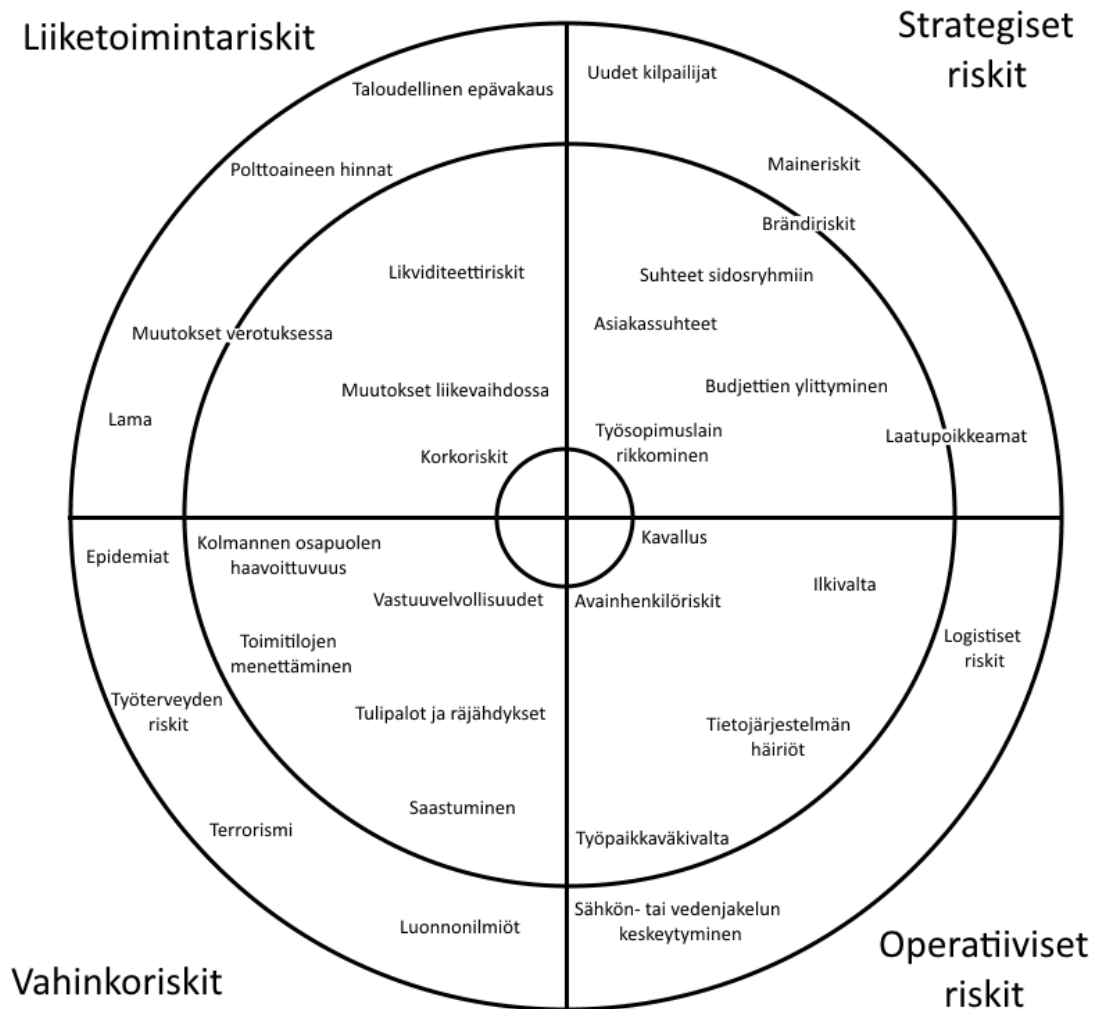 Liiketoimintariskit
Strategiset
riskit
Taloudellinen epävakaus
Uudet kilpailijat
Polttoaineen hinnat
Maineriskit
Brändiriskit
Likviditeettiriskit
Suhteet sidosryhmiin
Muutokset verotuksessa
Asiakassuhteet
Muutokset liikevaihdossa
Budjettien ylittyminen
Lama
Työsopimuslain
rikkominen
Laatupoikkeamat
Korkoriskit
Epidemiat
Kolmannen osapuolen
haavoittuvuus
Kavallus
Vastuuvelvollisuudet
Avainhenkilöriskit
Ilkivalta
Toimitilojen
menettäminen
Logistiset
riskit
Työterveyden
riskit
Tulipalot ja räjähdykset
Tietojärjestelmän
häiriöt
Saastuminen
Terrorismi
Työpaikkaväkivalta
Luonnonilmiöt
Sähkön- tai vedenjakelun
keskeytyminen
Vahinkoriskit
Operatiiviset
riskit